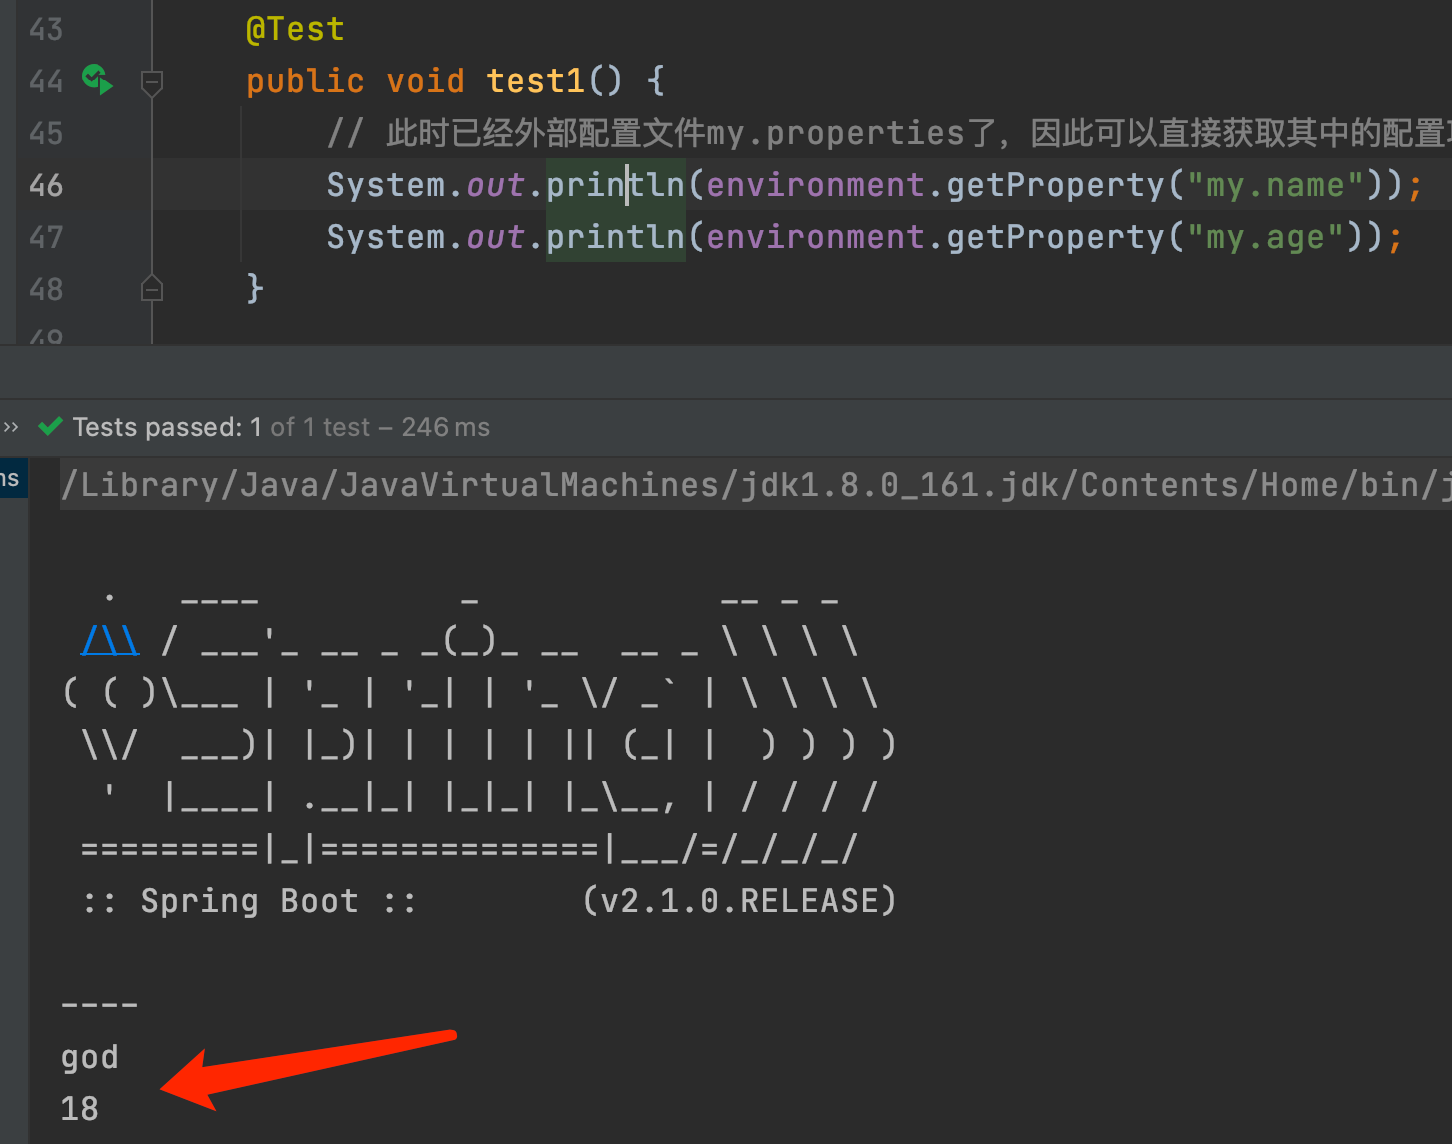 43 @Test
44 public void test1() {
45 // 此时已经外部配置文件my.properties了，因此可以直接获取其中的配置
46 System.out.println(environment.getProperty("my.name"));
47 System.out.println(environment.getProperty("my.age"));
48 }
49
» Tests passed: 1 of 1 test – 246 ms
ms /Library/Java/JavaVirtualMachines/jdk1.8.0_161.jdk/Contents/Home/bin/j
  .   ____          _            __ _ _
 /\\ / ___'_ __ _ _(_)_ __  __ _ \ \ \ \
( ( )\___ | '_ | '_| | '_ \/ _` | \ \ \ \
 \\/  ___)| |_)| | | | | || (_| |  ) ) ) )
  '  |____| .__|_| |_|_| |_\__, | / / / /
 =========|_|==============|___/=/_/_/_/
 :: Spring Boot ::        (v2.1.0.RELEASE)
----
god
18